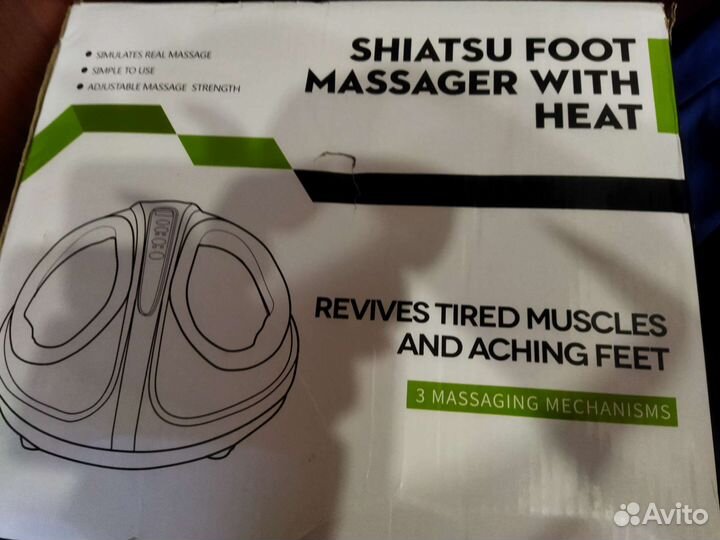 SIMULATES REAL MASSAGE
SIMPLE TO USE
ADJUSTABLE MASSAGE STRENGTH
SHIATSU FOOT
MASSAGER WITH
HEAT
REVIVES TIRED MUSCLES
AND ACHING FEET
3 MASSAGING MECHANISMS
Avito